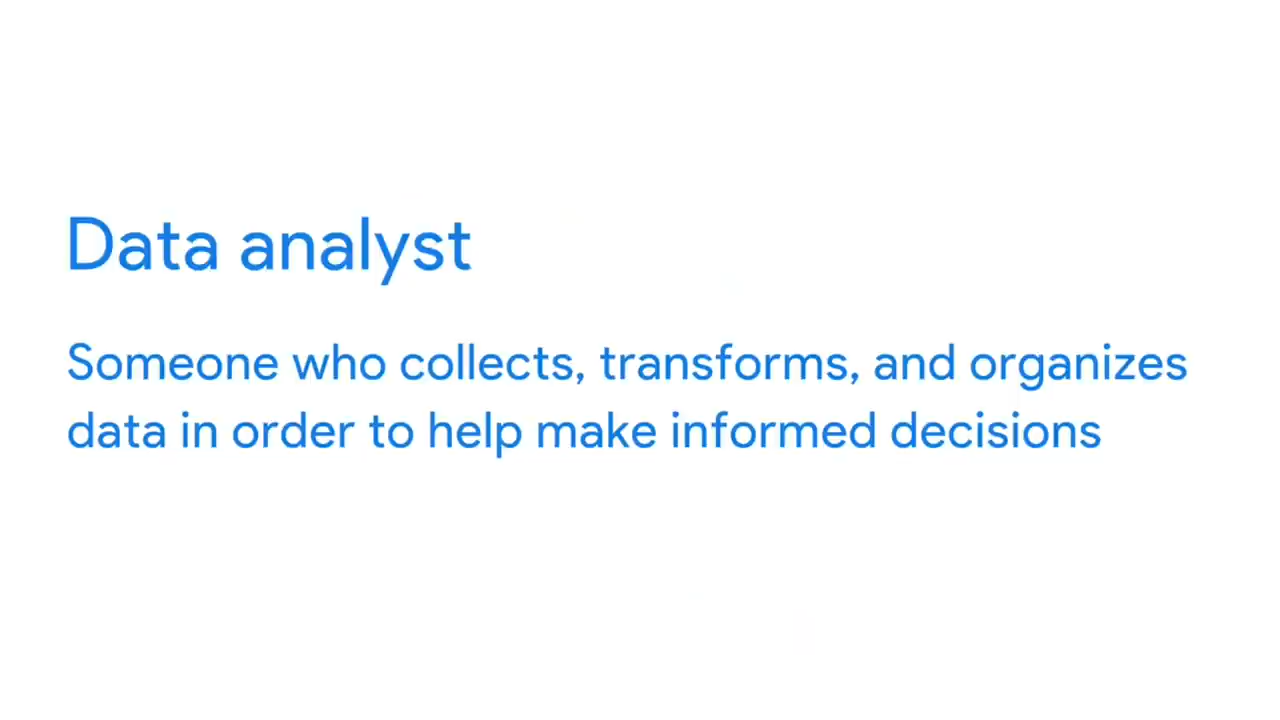 Data analyst
Someone who collects, transforms, and organizes
data in order to help make informed decisions